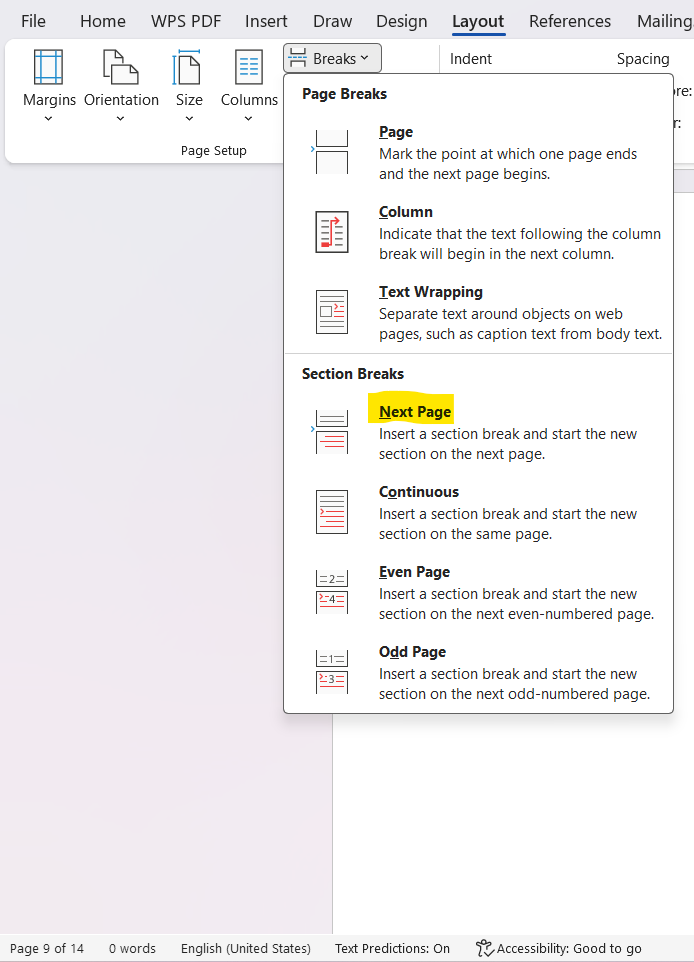 File Home WPS PDF Insert Draw Design Layout References Mailing
Breaks Indent Spacing
Margins Orientation Size Columns
Page Setup
Page Breaks
Page
Mark the point at which one page ends
and the next page begins.
Column
Indicate that the text following the column
break will begin in the next column.
Text Wrapping
Separate text around objects on web
pages, such as caption text from body text.
Section Breaks
Next Page
Insert a section break and start the new
section on the next page.
Continuous
Insert a section break and start the new
section on the same page.
Even Page
=2=
=4=
Insert a section break and start the new
section on the next even-numbered page.
Odd Page
=1=
=3=
Insert a section break and start the new
section on the next odd-numbered page.
Page 9 of 14 0 words English (United States) Text Predictions: On Accessibility: Good to go